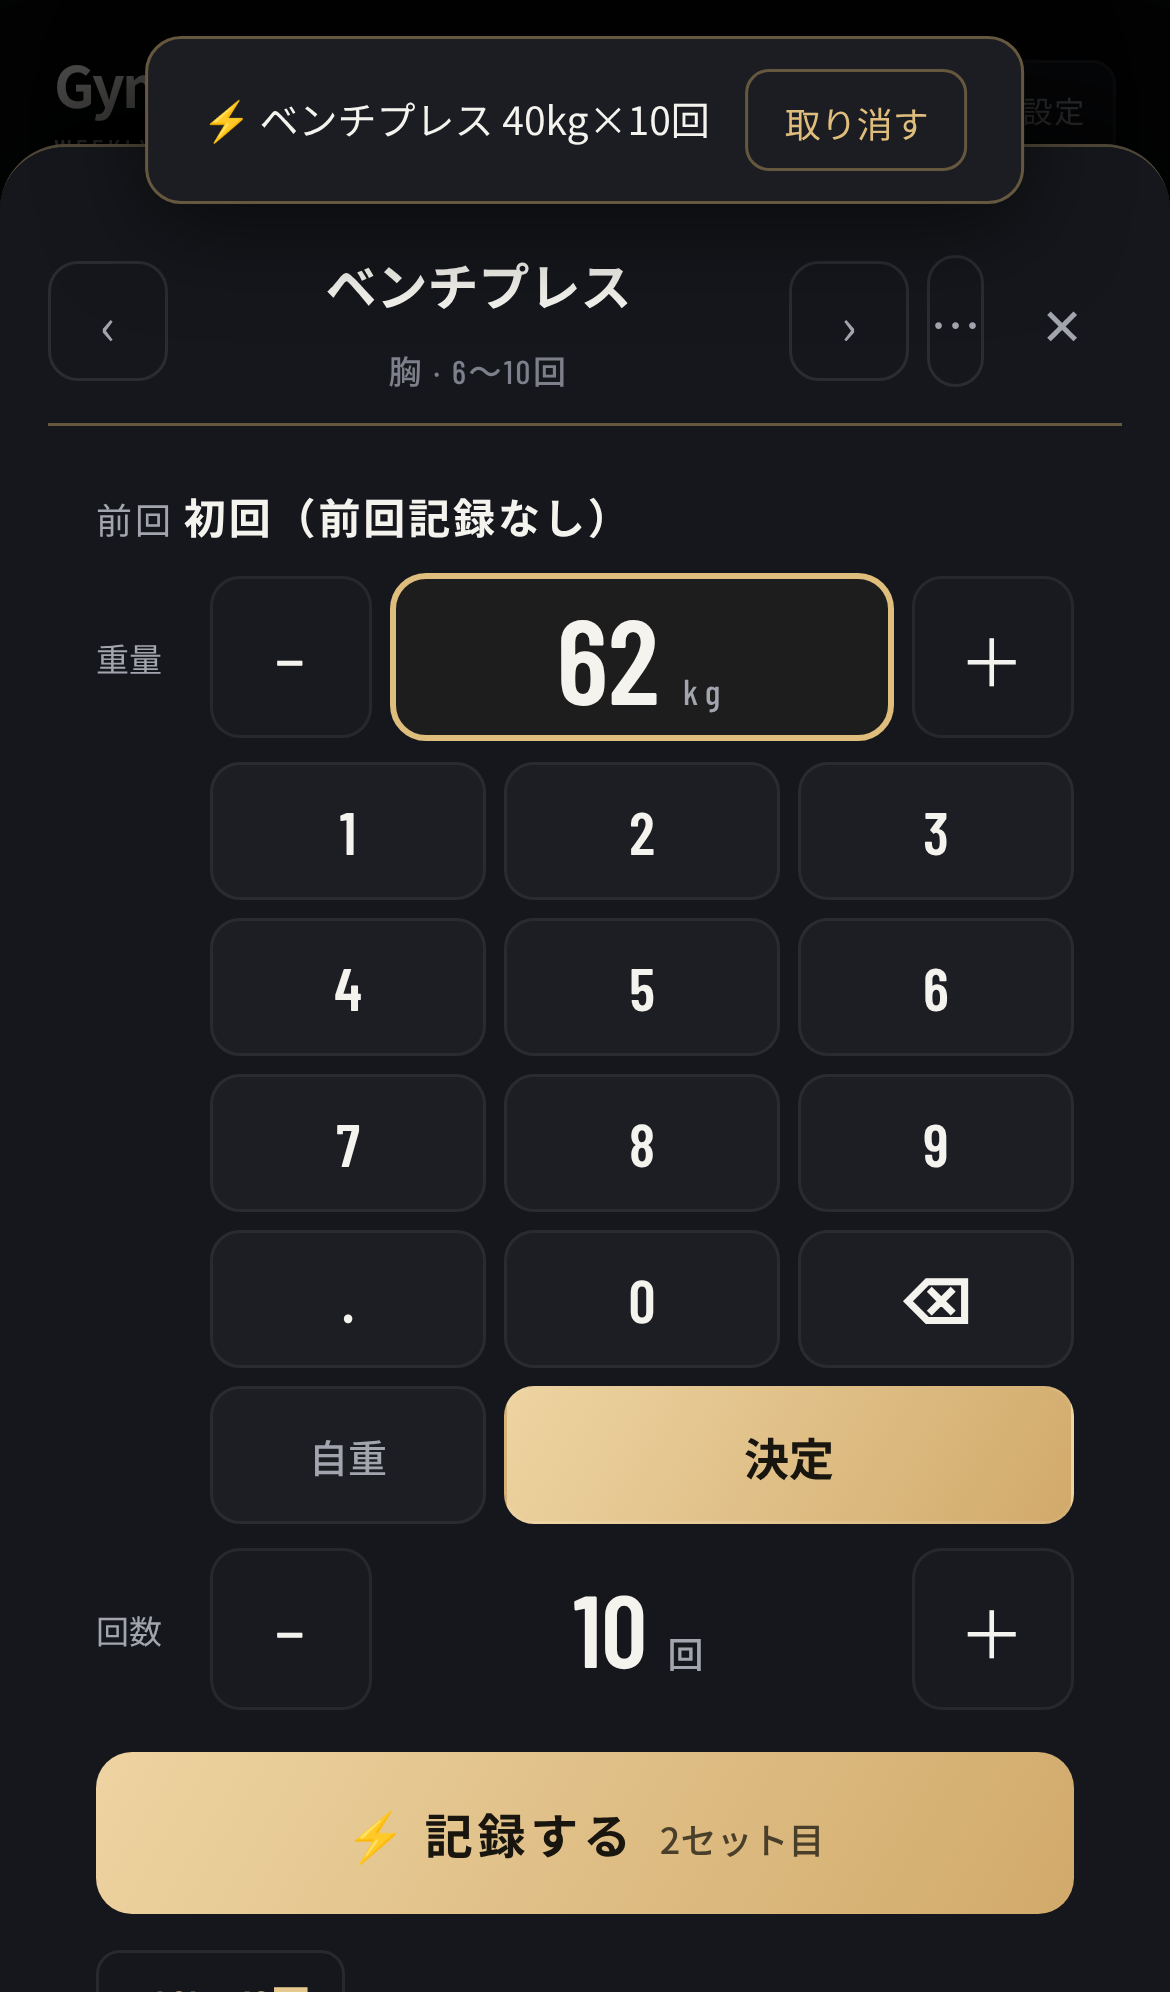 Gyn
⚡ ベンチプレス 40kg×10回
取り消す
設定
‹
ベンチプレス
胸 · 6〜10回
›
···
✕
前回 初回（前回記録なし）
重量
−
62 kg
＋
1 2 3
4 5 6
7 8 9
. 0 ⌫
自重 決定
回数
−
10 回
＋
⚡ 記録する 2セット目